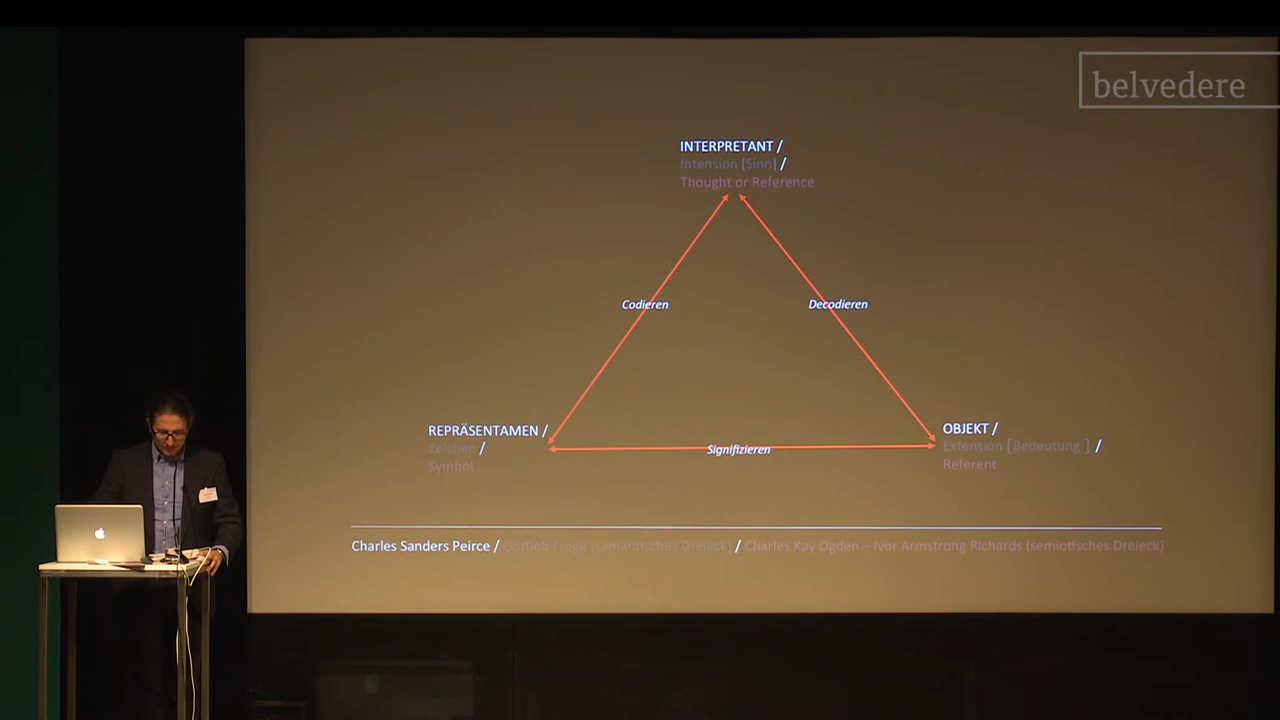 belvedere
INTERPRETANT /
Intension [Sinn] /
Thought or Reference
Codieren
Decodieren
REPRÄSENTAMEN /
Zeichen /
Symbol
Signifizieren
OBJEKT /
Extension [Bedeutung ] /
Referent
Charles Sanders Peirce / Gottlob Frege (semantisches Dreieck) / Charles Kay Ogden – Ivor Armstrong Richards (semiotisches Dreieck)